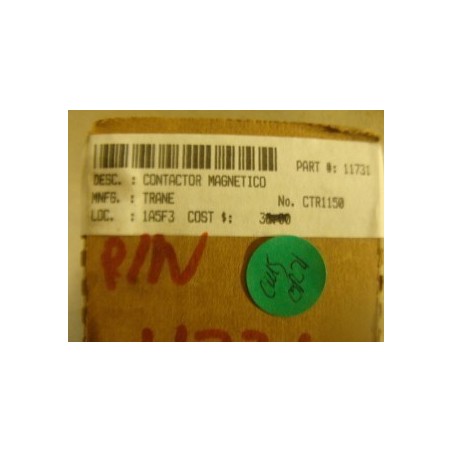 PART #: 11731
DESC. : CONTACTOR MAGNETICO
MNFG. : TRANE No. CTR1150
LOC. : 1A5F3 COST $:
P/N